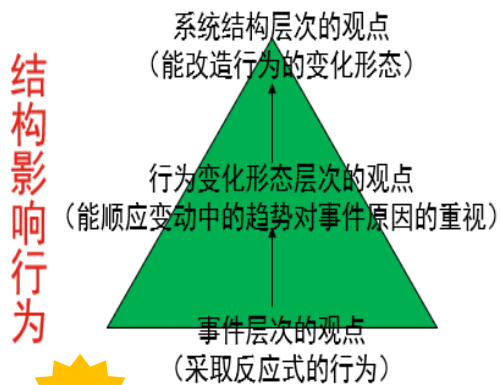 结构影响行为
系统结构层次的观点
（能改造行为的变化形态）
行为变化形态层次的观点
（能顺应变动中的趋势对事件原因的重视）
事件层次的观点
（采取反应式的行为）